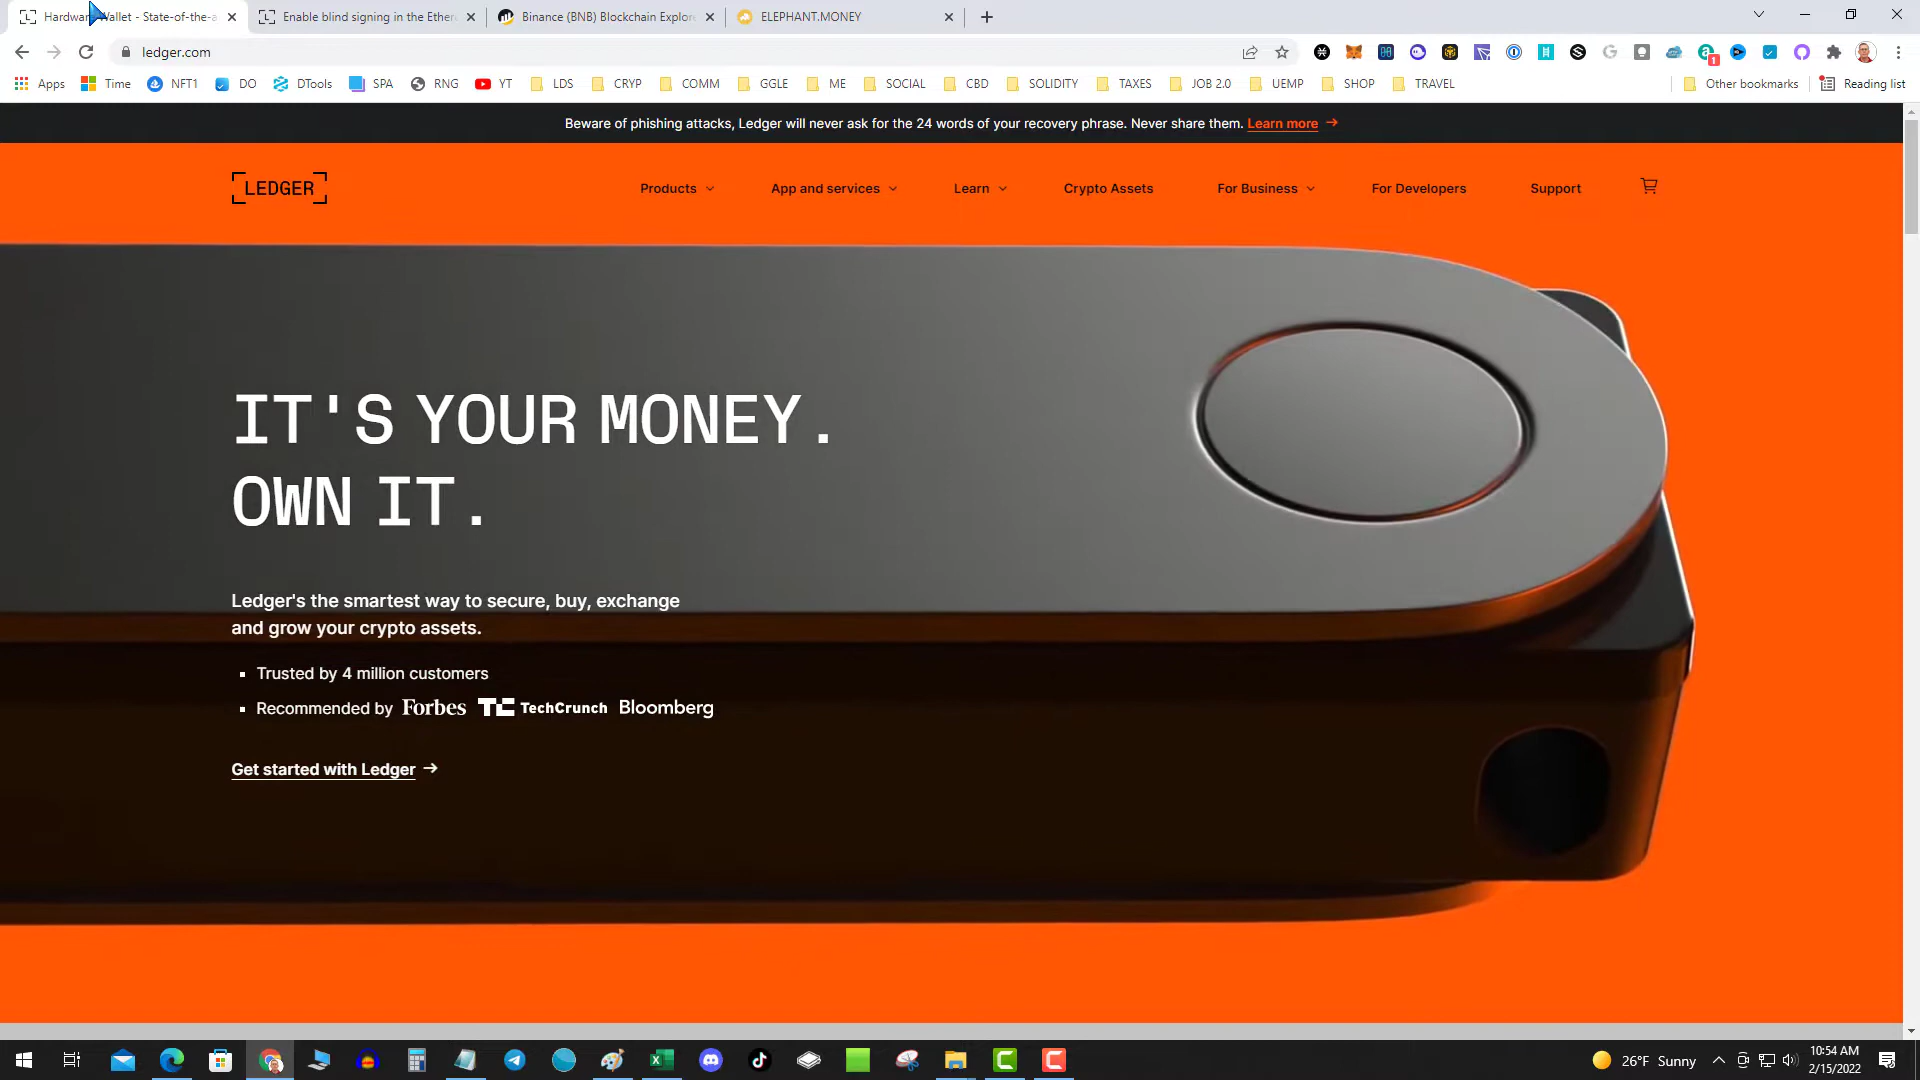 Hardware Wallet - State-of-the-a
Enable blind signing in the Ether
Binance (BNB) Blockchain Explor
ELEPHANT.MONEY
ledger.com
1
Apps
Time
NFT1
DO
DTools
SPA
RNG
YT
LDS
CRYP
COMM
GGLE
ME
SOCIAL
CBD
SOLIDITY
TAXES
JOB 2.0
UEMP
SHOP
TRAVEL
Other bookmarks
Reading list
Beware of phishing attacks, Ledger will never ask for the 24 words of your recovery phrase. Never share them. Learn more
LEDGER
Products
App and services
Learn
Crypto Assets
For Business
For Developers
Support
IT'S YOUR MONEY.
OWN IT.
Ledger's the smartest way to secure, buy, exchange
and grow your crypto assets.
Trusted by 4 million customers
Recommended by Forbes TC TechCrunch Bloomberg
Get started with Ledger
26°F Sunny
10:54 AM
2/15/2022